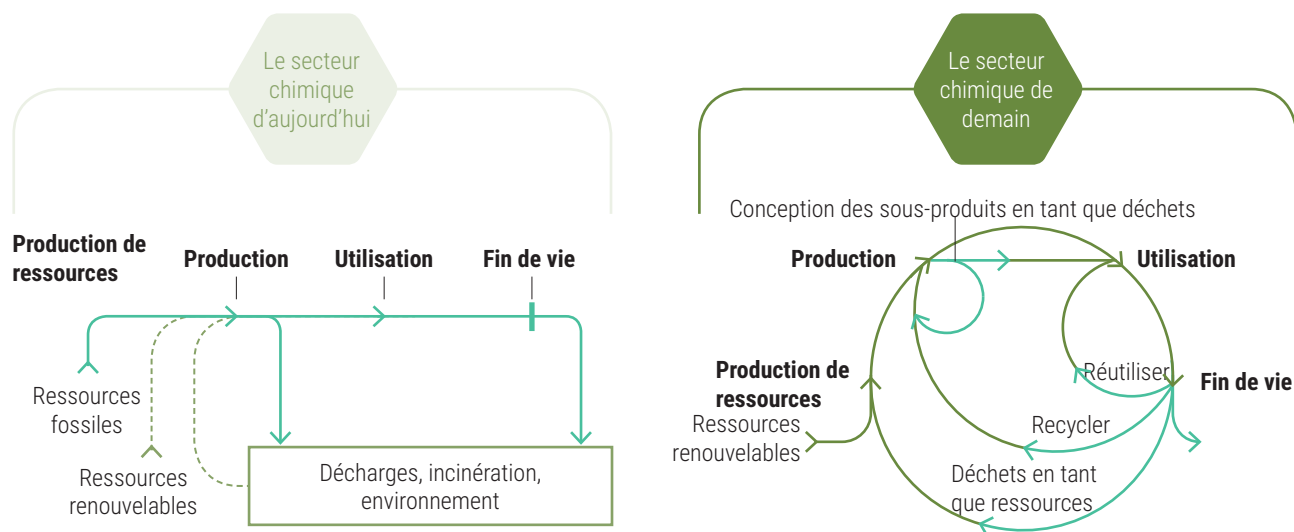 Le secteur
chimique
d'aujourd'hui
Production de
ressources
Production
Utilisation
Fin de vie
Ressources
fossiles
Ressources
renouvelables
Décharges, incinération,
environnement
Le secteur
chimique de
demain
Conception des sous-produits en tant que déchets
Production
Utilisation
Production de
ressources
Ressources
renouvelables
Réutiliser
Fin de vie
Recycler
Déchets en tant
que ressources